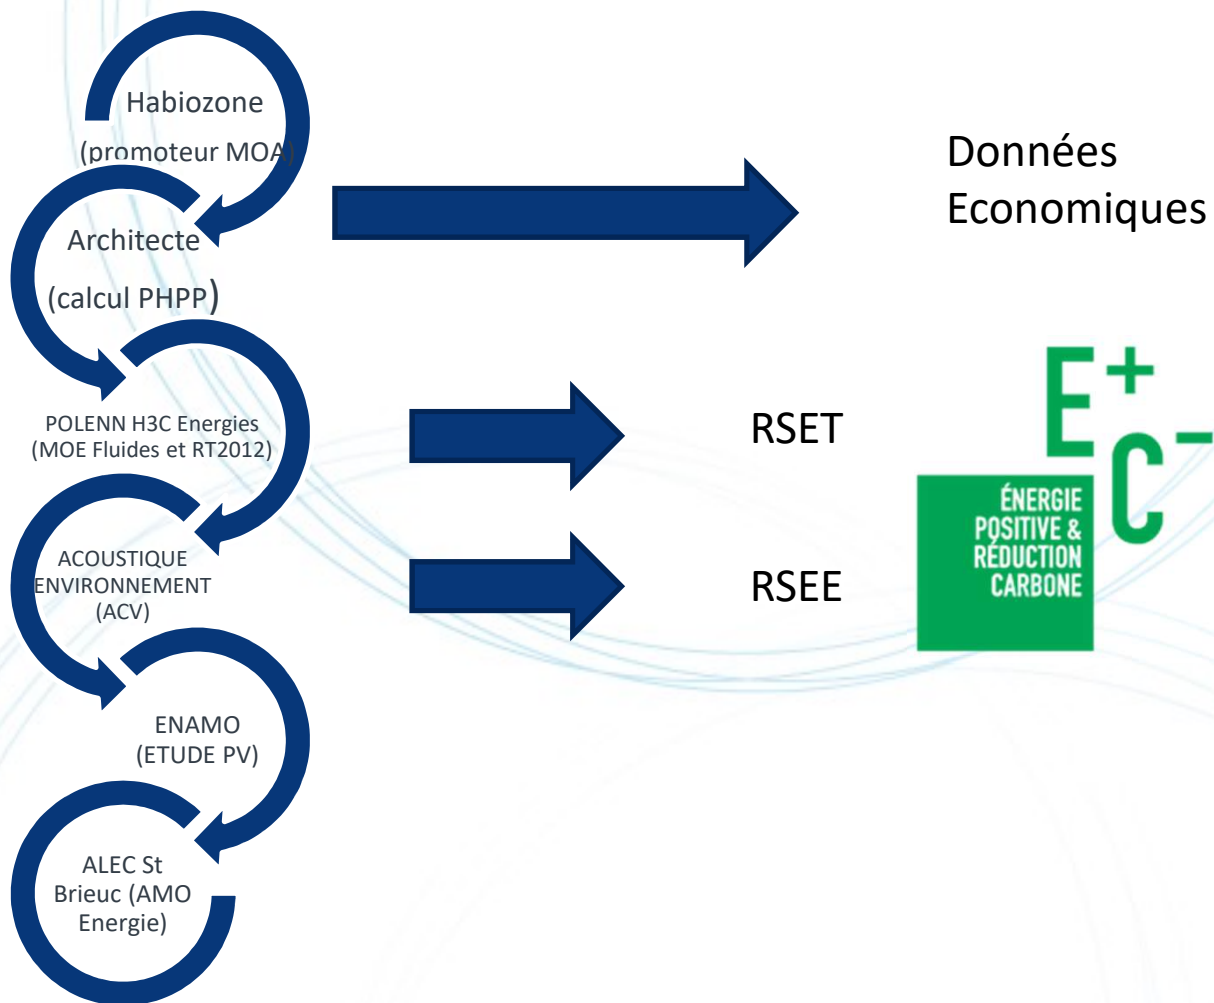 Habiozone
(promoteur MOA)
Architecte
(calcul PHPP)
POLENN H3C Energies
(MOE Fluides et RT2012)
ACOUSTIQUE
ENVIRONNEMENT
(ACV)
ENAMO
(ETUDE PV)
ALEC St
Brieuc (AMO
Energie)
Données
Economiques
RSET
RSEE
E+
C-
ÉNERGIE
POSITIVE &
RÉDUCTION
CARBONE